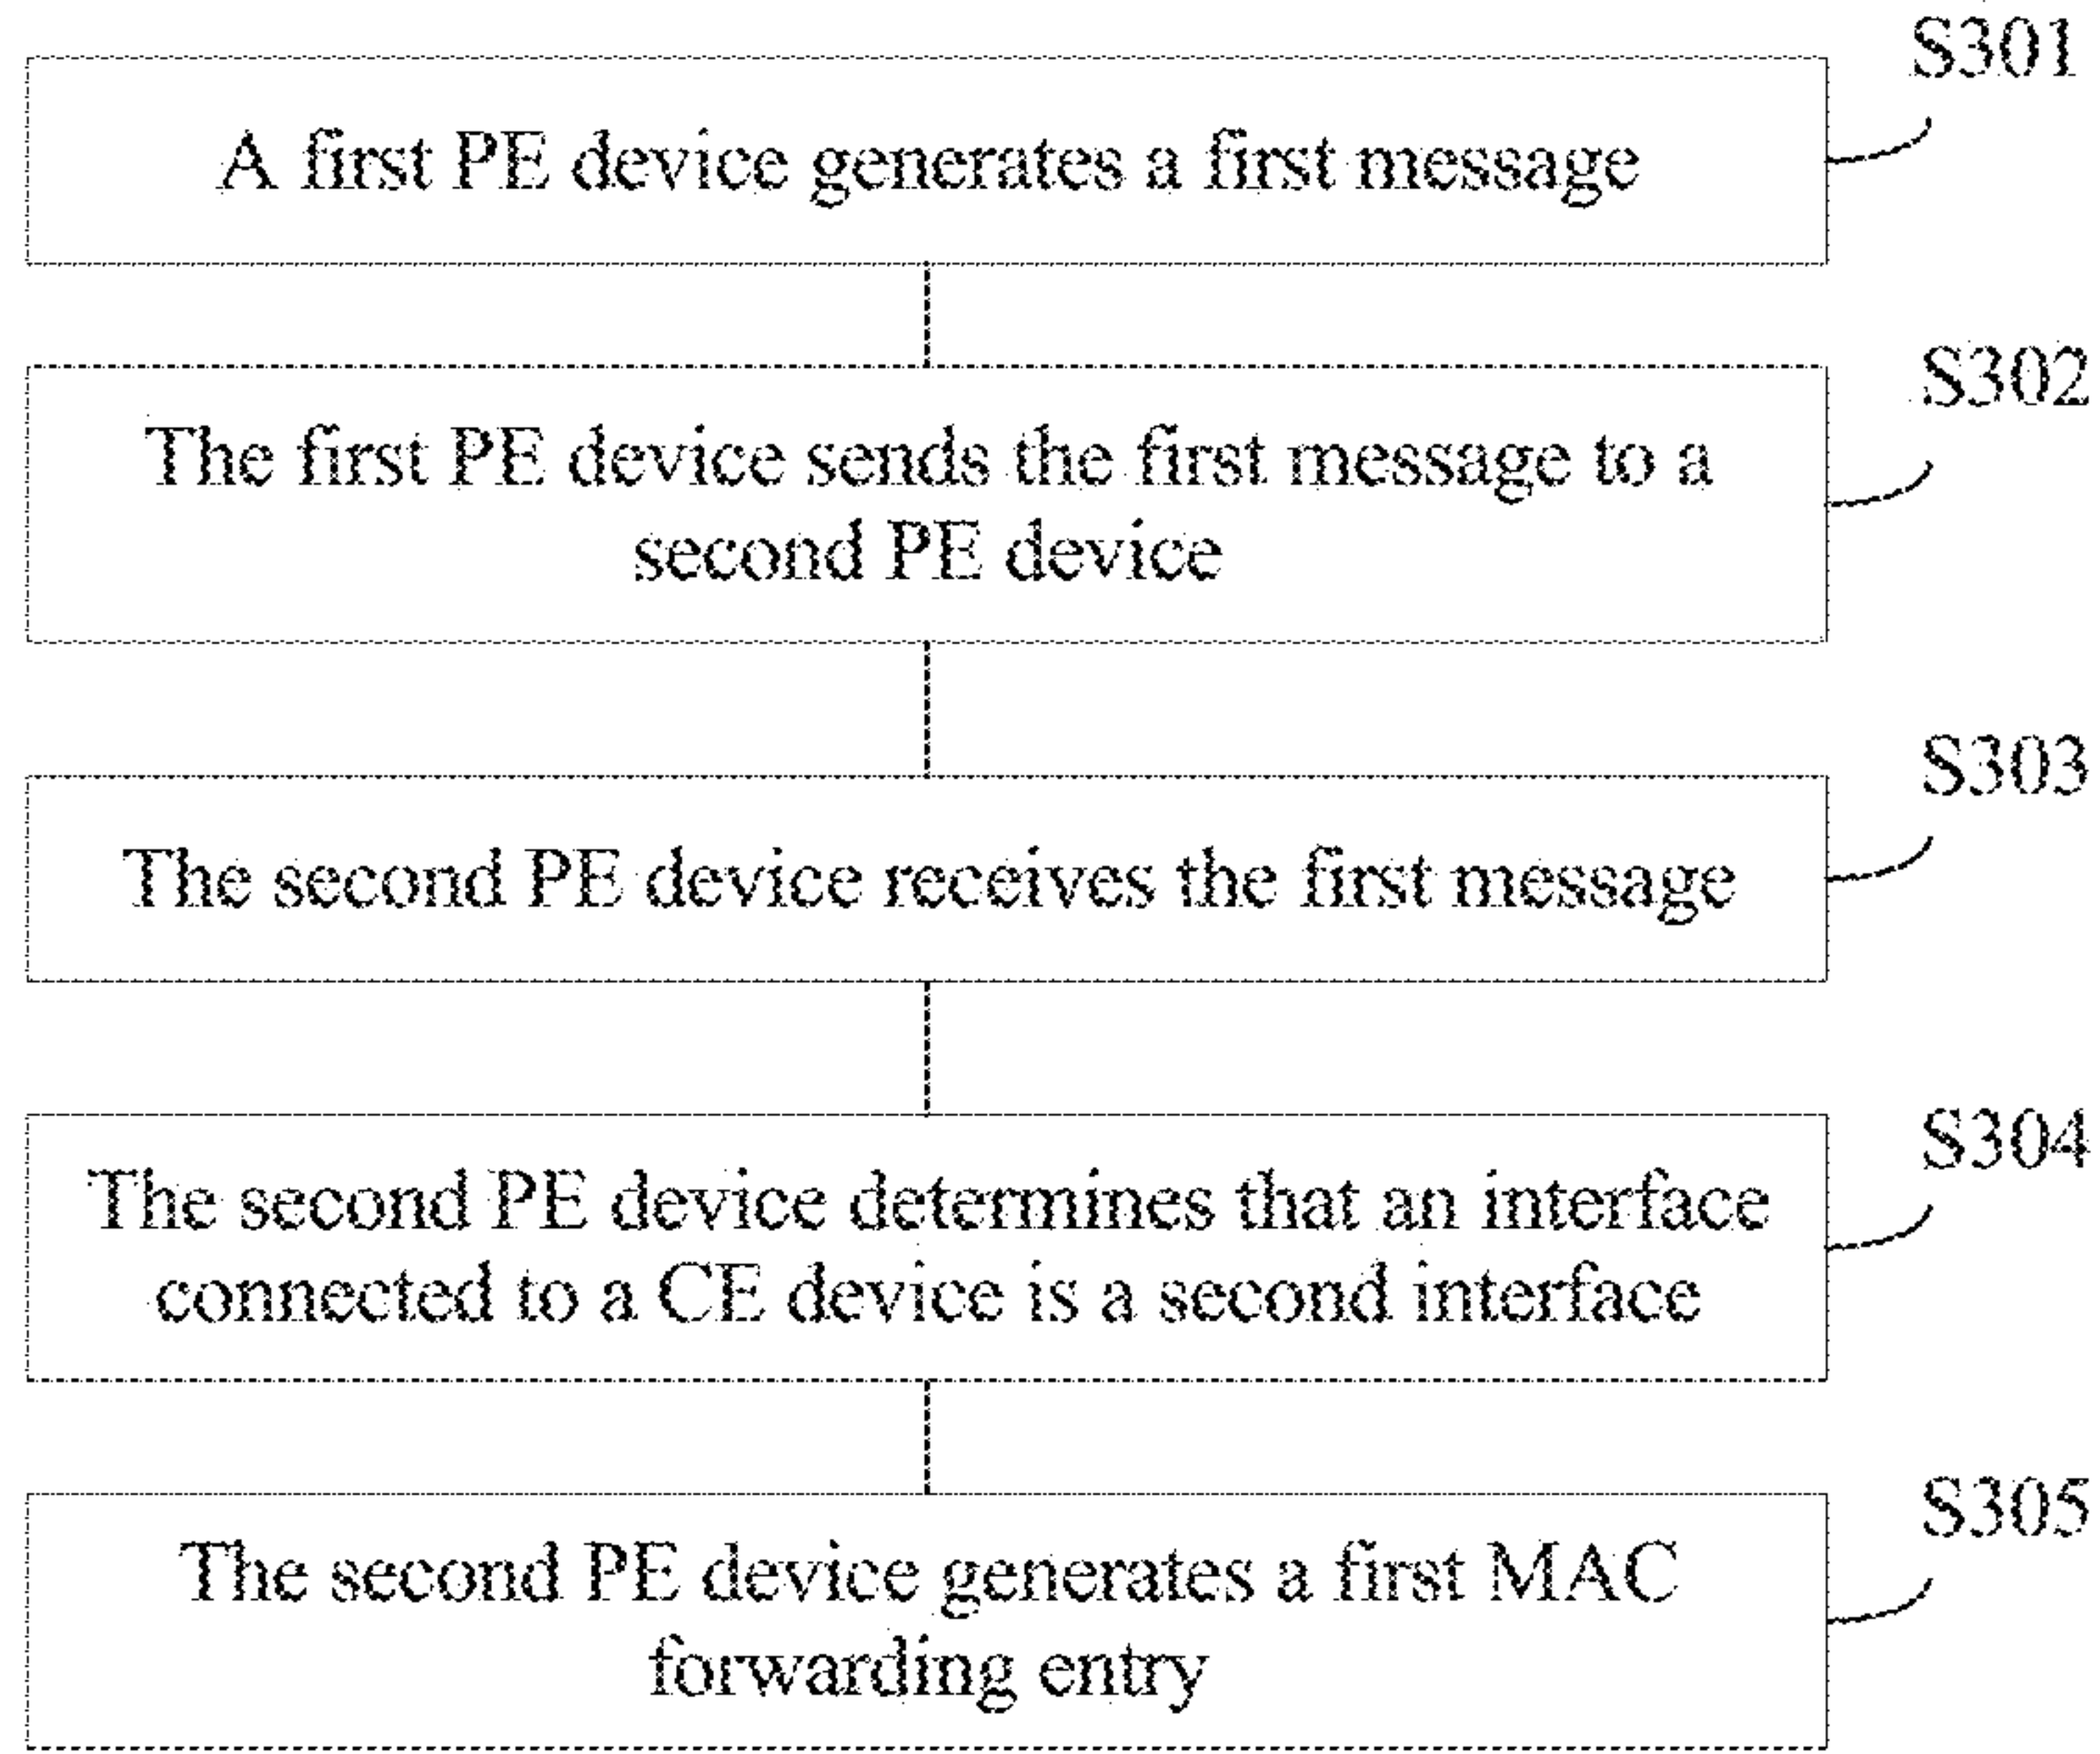 S301
A first PE device generates a first message
S302
The first PE device sends the first message to a
second PE device
S303
The second PE device receives the first message
S304
The second PE device determines that an interface
connected to a CE device is a second interface
S305
The second PE device generates a first MAC
forwarding entry